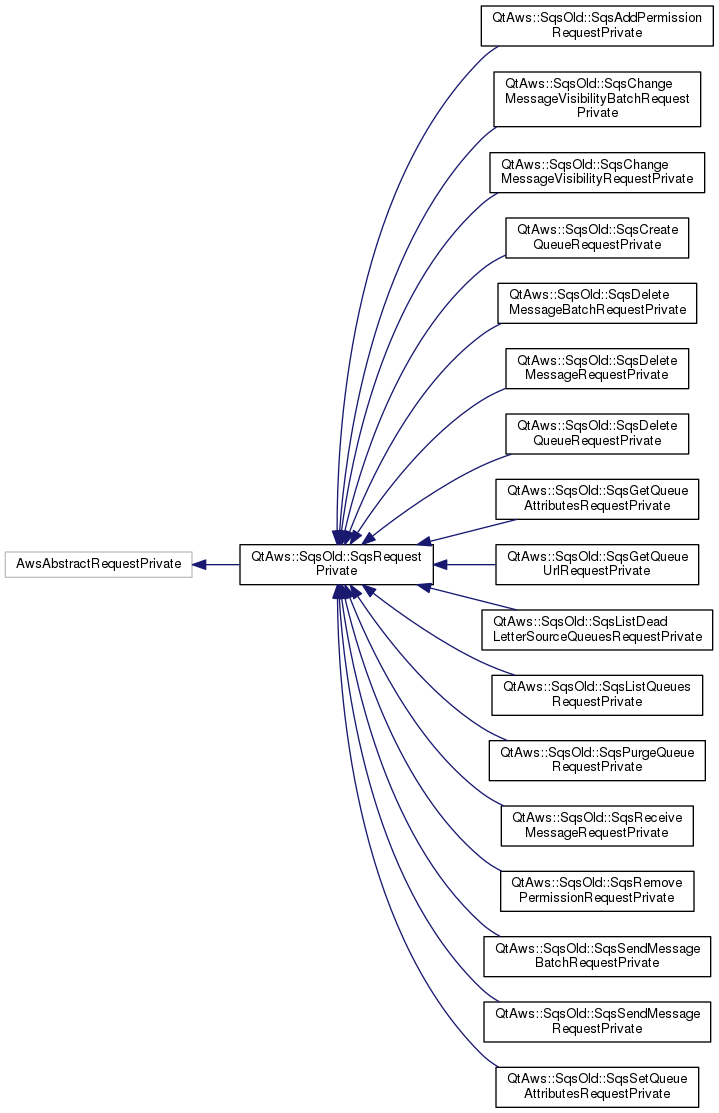 QtAws::SqsOld::SqsAddPermission
RequestPrivate
QtAws::SqsOld::SqsChange
MessageVisibilityBatchRequest
Private
QtAws::SqsOld::SqsChange
MessageVisibilityRequestPrivate
QtAws::SqsOld::SqsCreate
QueueRequestPrivate
QtAws::SqsOld::SqsDelete
MessageBatchRequestPrivate
QtAws::SqsOld::SqsDelete
MessageRequestPrivate
QtAws::SqsOld::SqsDelete
QueueRequestPrivate
QtAws::SqsOld::SqsGetQueue
AttributesRequestPrivate
AwsAbstractRequestPrivate
QtAws::SqsOld::SqsRequest
Private
QtAws::SqsOld::SqsGetQueue
UrlRequestPrivate
QtAws::SqsOld::SqsListDead
LetterSourceQueuesRequestPrivate
QtAws::SqsOld::SqsListQueues
RequestPrivate
QtAws::SqsOld::SqsPurgeQueue
RequestPrivate
QtAws::SqsOld::SqsReceive
MessageRequestPrivate
QtAws::SqsOld::SqsRemove
PermissionRequestPrivate
QtAws::SqsOld::SqsSendMessage
BatchRequestPrivate
QtAws::SqsOld::SqsSendMessage
RequestPrivate
QtAws::SqsOld::SqsSetQueue
AttributesRequestPrivate